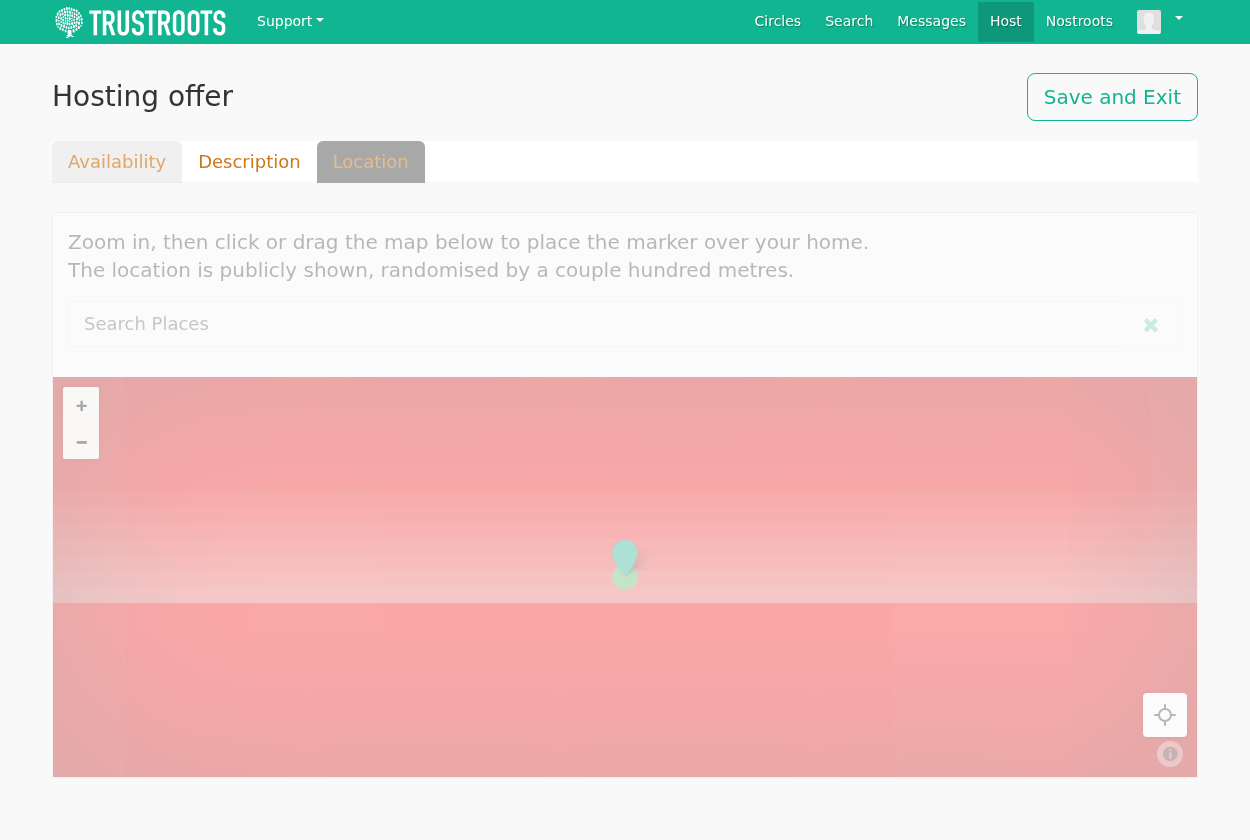 TRUSTROOTS
Support
Circles
Search
Messages
Host
Nostroots
Hosting offer
Save and Exit
Availability
Description
Location
Zoom in, then click or drag the map below to place the marker over your home.
The location is publicly shown, randomised by a couple hundred metres.
Search Places
+
−